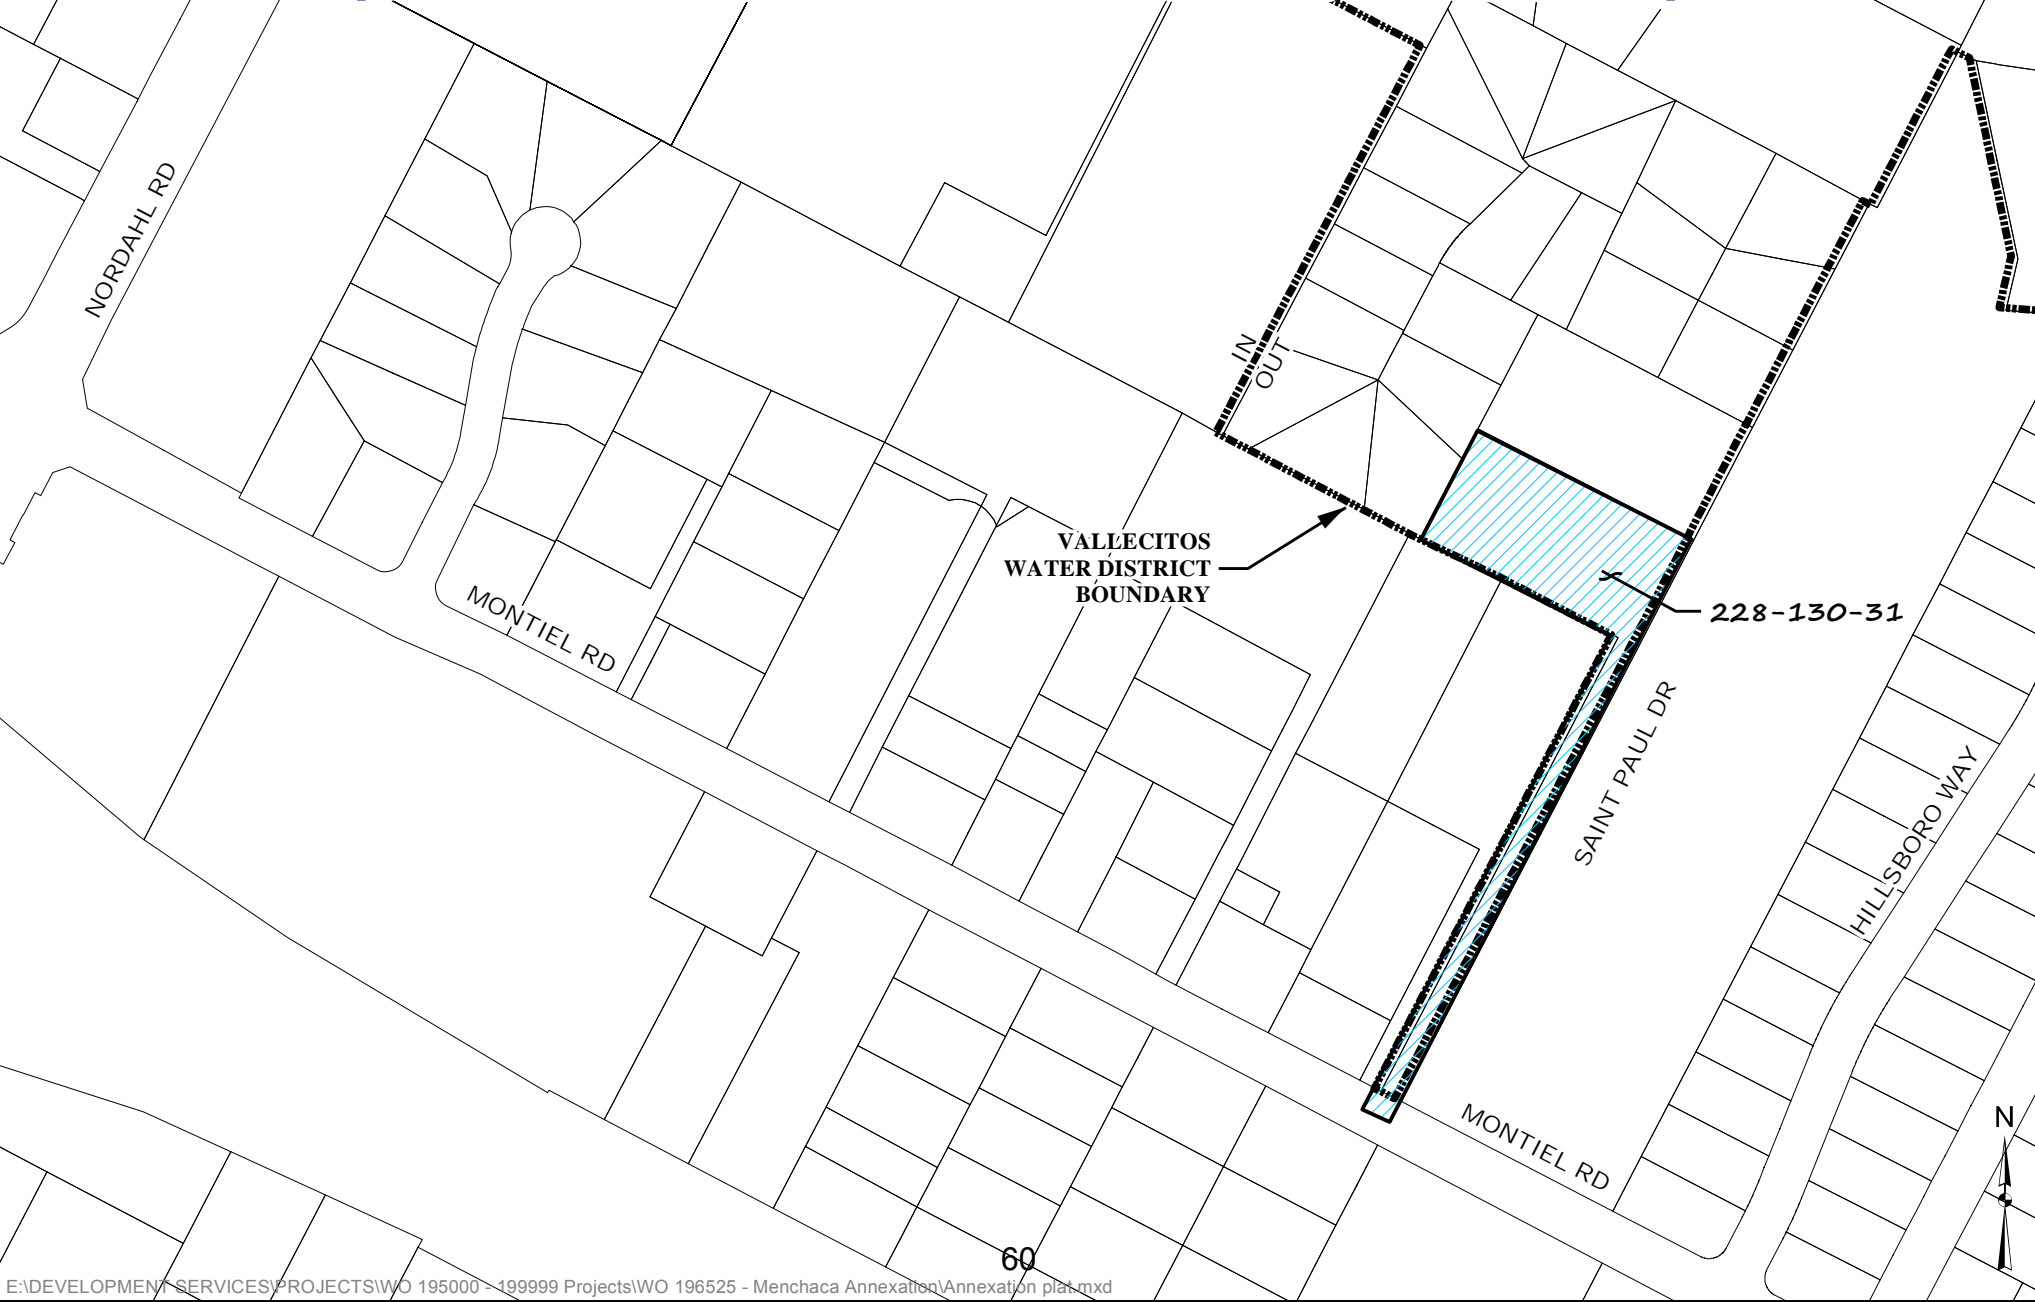 NORDAHL RD
IN
OUT
VALLECITOS
WATER DISTRICT
BOUNDARY
228-130-31
MONTIEL RD
SAINT PAUL DR
HILLSBORO WAY
MONTIEL RD
N
60
E:\DEVELOPMENT SERVICES\PROJECTS\WO 195000 - 199999 Projects\WO 196525 - Menchaca Annexation\Annexation plat.mxd